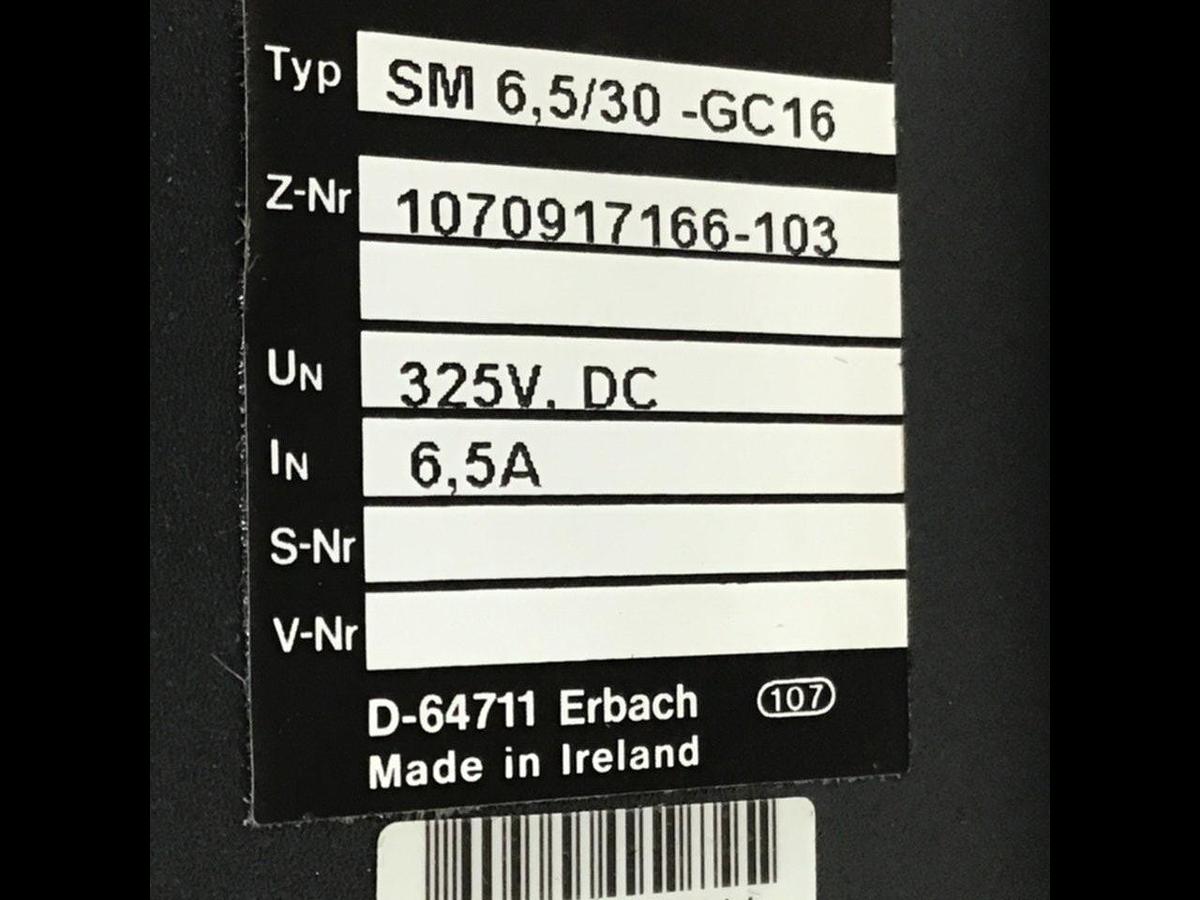 Typ SM 6,5/30 -GC16
Z-Nr 1070917166-103
UN 325V. DC
IN 6,5A
S-Nr
V-Nr
D-64711 Erbach 107
Made in Ireland